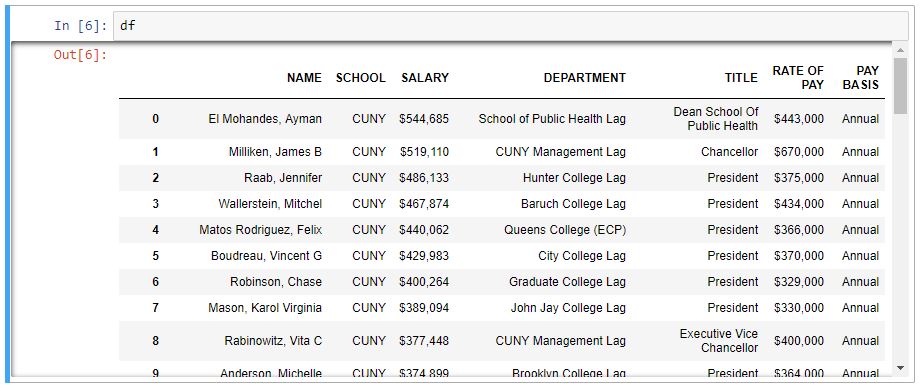 In [6]: df
Out[6]:
NAME SCHOOL SALARY DEPARTMENT TITLE RATE OF PAY PAY BASIS
0 El Mohandes, Ayman CUNY $544,685 School of Public Health Lag Dean School Of Public Health $443,000 Annual
1 Milliken, James B CUNY $519,110 CUNY Management Lag Chancellor $670,000 Annual
2 Raab, Jennifer CUNY $486,133 Hunter College Lag President $375,000 Annual
3 Wallerstein, Mitchel CUNY $467,874 Baruch College Lag President $434,000 Annual
4 Matos Rodriguez, Felix CUNY $440,062 Queens College (ECP) President $366,000 Annual
5 Boudreau, Vincent G CUNY $429,983 City College Lag President $370,000 Annual
6 Robinson, Chase CUNY $400,264 Graduate College Lag President $329,000 Annual
7 Mason, Karol Virginia CUNY $389,094 John Jay College Lag President $330,000 Annual
8 Rabinowitz, Vita C CUNY $377,448 CUNY Management Lag Executive Vice Chancellor $400,000 Annual
9 Anderson, Michelle CUNY $374,899 Brooklyn College Lag President $364,000 Annual